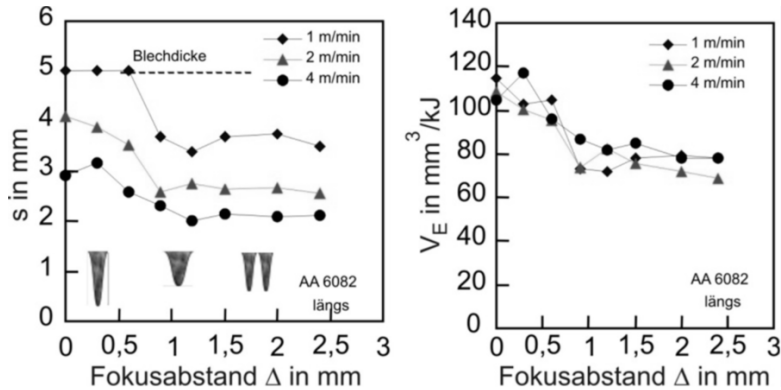 6
5
4
3
2
1
0
s in mm
Blechdicke
1 m/min
2 m/min
4 m/min
AA 6082
längs
0 0,5 1 1,5 2 2,5 3
Fokusabstand Δ in mm
140
120
100
80
60
40
20
0
V_E in mm³/kJ
1 m/min
2 m/min
4 m/min
AA 6082
längs
0 0,5 1 1,5 2 2,5 3
Fokusabstand Δ in mm